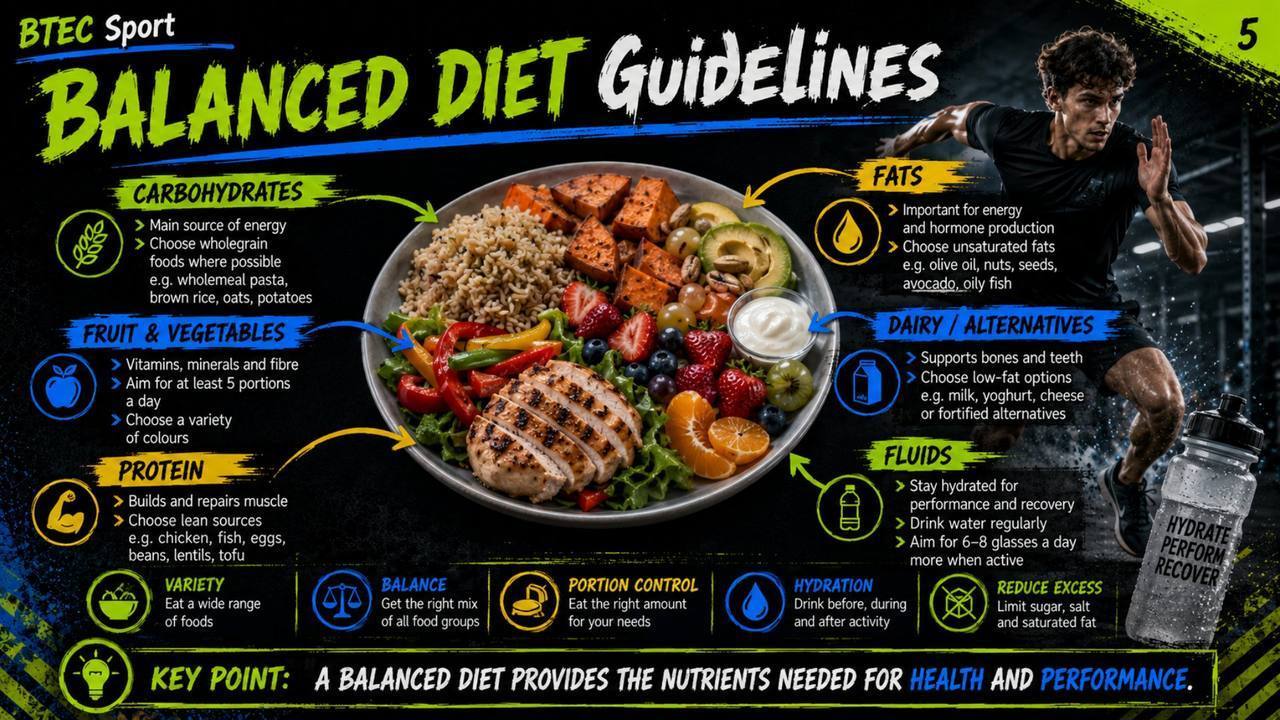 BTEC Sport
5
BALANCED DIET GUIDELINES
CARBOHYDRATES
Main source of energy
Choose wholegrain
foods where possible
e.g. wholemeal pasta,
brown rice, oats, potatoes
FRUIT & VEGETABLES
Vitamins, minerals and fibre
Aim for at least 5 portions
a day
Choose a variety
of colours
PROTEIN
Builds and repairs muscle
Choose lean sources
e.g. chicken, fish, eggs,
beans, lentils, tofu
FATS
Important for energy
and hormone production
Choose unsaturated fats
e.g. olive oil, nuts, seeds,
avocado, oily fish
DAIRY / ALTERNATIVES
Supports bones and teeth
Choose low-fat options
e.g. milk, yoghurt, cheese
or fortified alternatives
FLUIDS
Stay hydrated for
performance and recovery
Drink water regularly
Aim for 6–8 glasses a day
more when active
HYDRATE
PERFORM
RECOVER
VARIETY
Eat a wide range
of foods
BALANCE
Get the right mix
of all food groups
PORTION CONTROL
Eat the right amount
for your needs
HYDRATION
Drink before, during
and after activity
REDUCE EXCESS
Limit sugar, salt
and saturated fat
KEY POINT: A BALANCED DIET PROVIDES THE NUTRIENTS NEEDED FOR HEALTH AND PERFORMANCE.